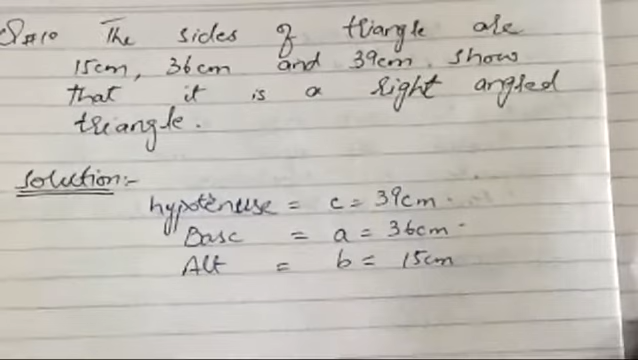 Q#10 The sides of triangle are
15cm, 36cm and 39cm. show
that it is a right angled
triangle.
Solution:-
hypotenuse = c = 39cm.
Base = a = 36cm.
Alt = b = 15cm